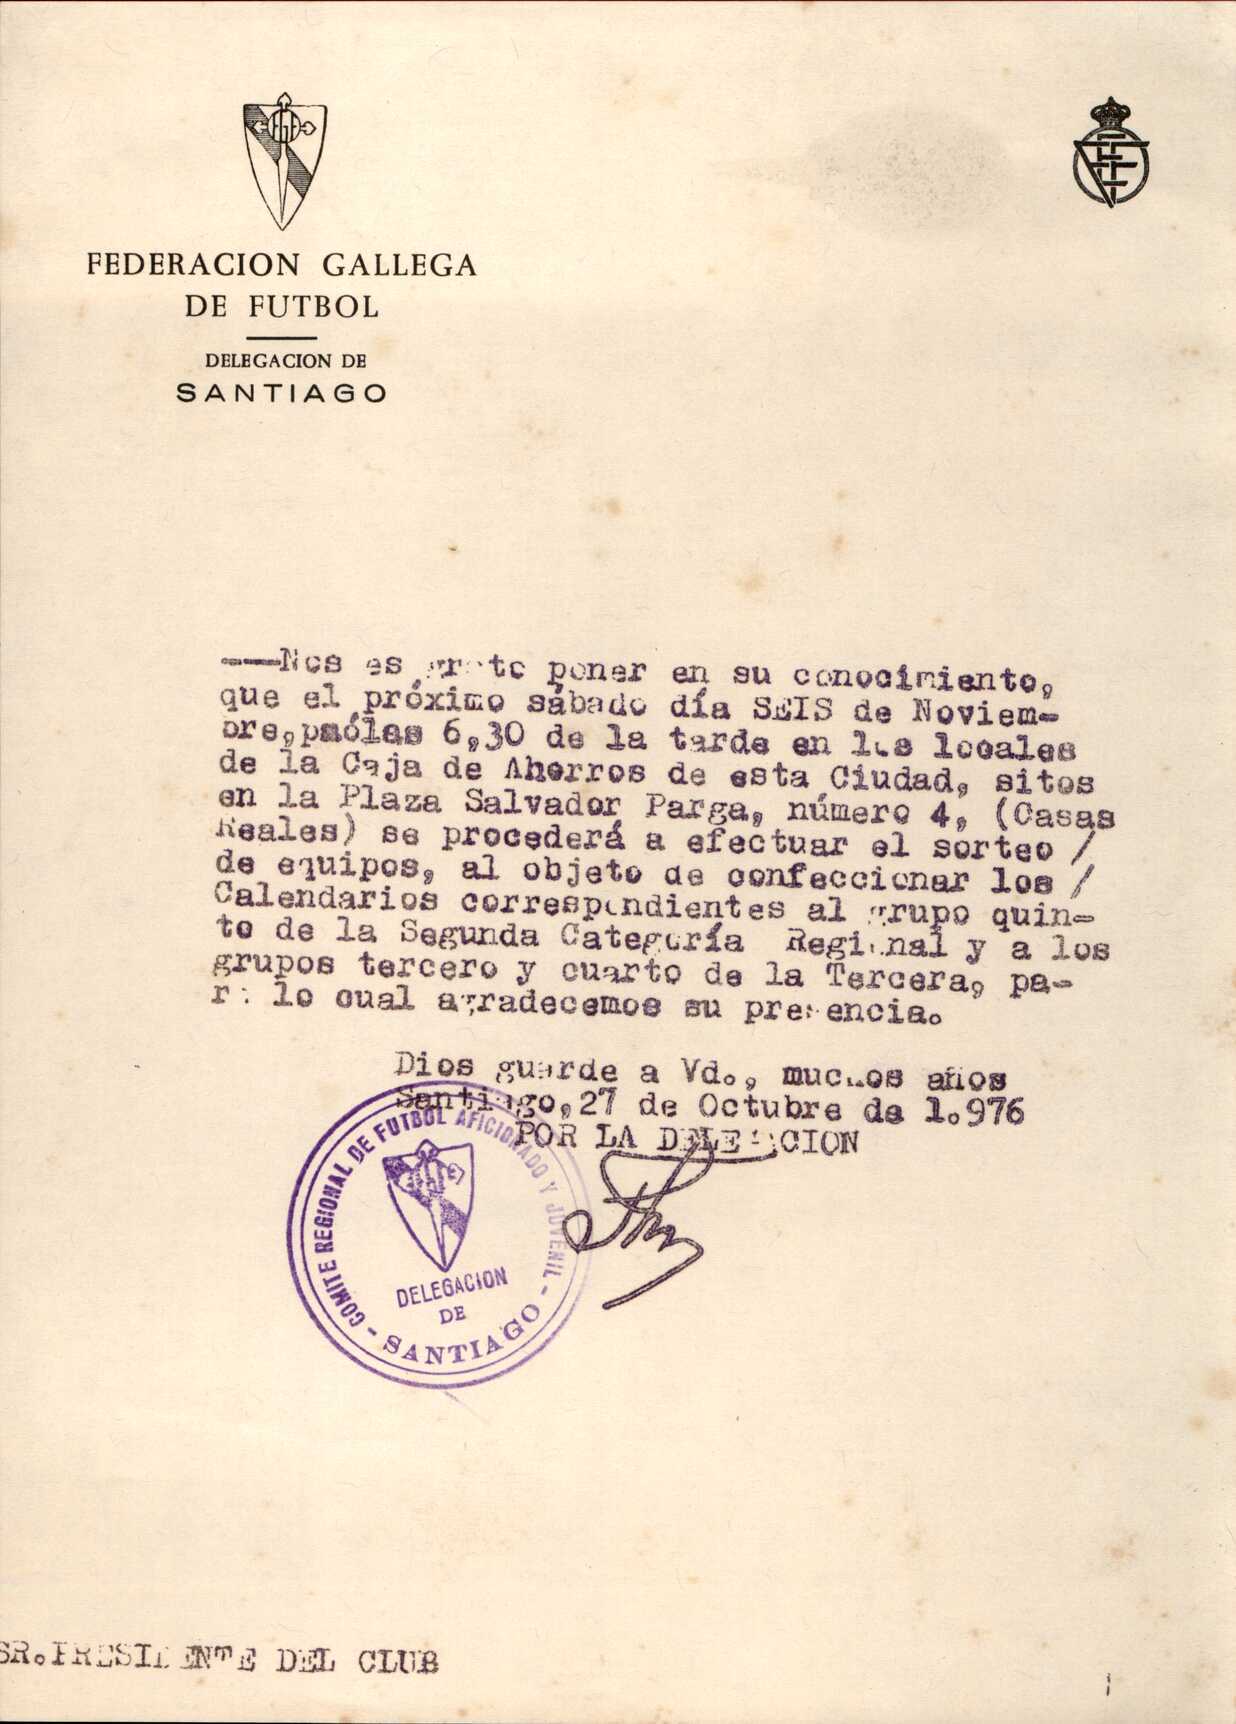 FGF
FEDERACION GALLEGA
DE FUTBOL
DELEGACION DE
SANTIAGO
---Nos es grato poner en su conocimiento,
que el próximo sábado día SEIS de Noviem=
bre, a las 6,30 de la tarde en los locales
de la Caja de Ahorros de esta Ciudad, sitos
en la Plaza Salvador Parga, número 4, (Casas
Reales) se procederá a efectuar el sorteo /
de equipos, al objeto de confeccionar los /
Calendarios correspondientes al grupo quin=
to de la Segunda Categoría Regional y a los
grupos tercero y cuarto de la Tercera, pa=
ra lo cual agradecemos su presencia.
Dios guarde a Vd., muchos años
Santiago,27 de Octubre de 1.976
POR LA DELEGACION
COMITE REGIONAL DE FUTBOL AFICIONADO Y JUVENIL
DELEGACION
DE
- SANTIAGO -
SR.PRESIDENTE DEL CLUB